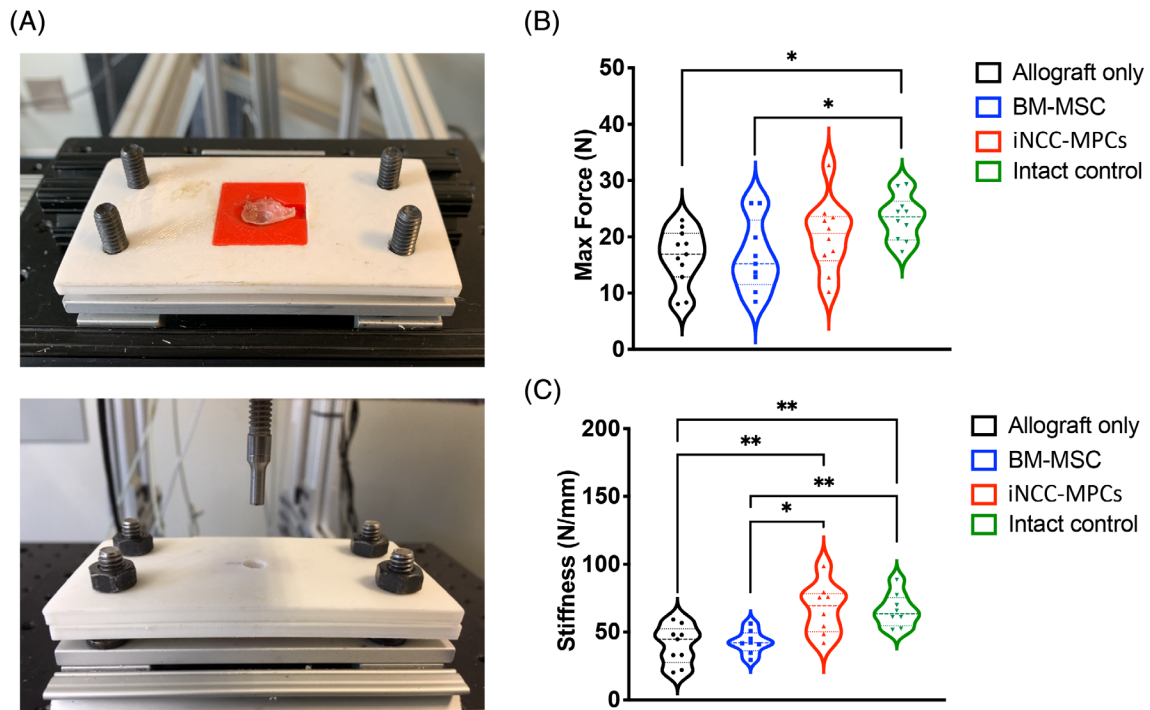 (A)
(B)
Max Force (N)
50
40
30
20
10
0
*
*
Allograft only
BM-MSC
iNCC-MPCs
Intact control
(C)
Stiffness (N/mm)
200
150
100
50
0
**
**
**
*
Allograft only
BM-MSC
iNCC-MPCs
Intact control